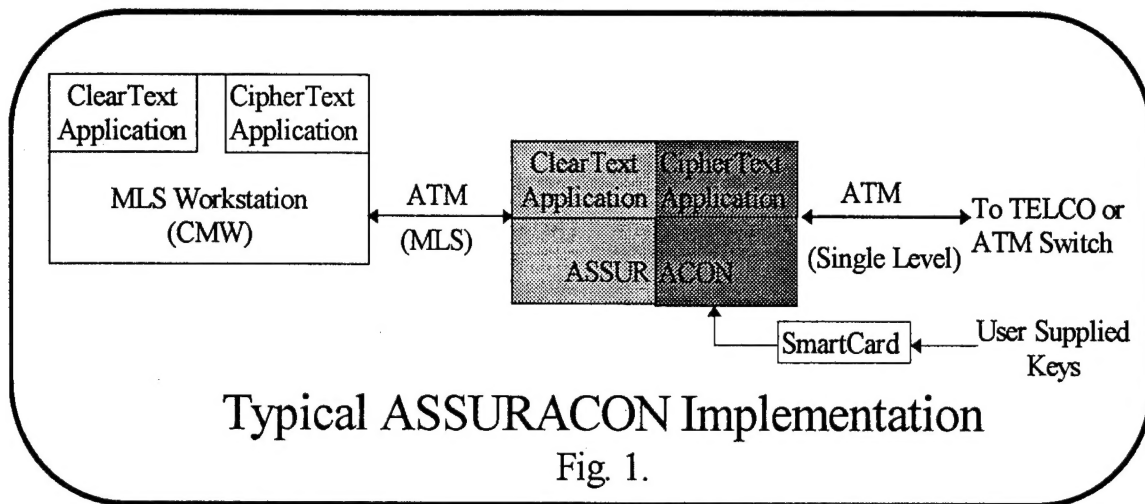 ClearText
Application
CipherText
Application
MLS Workstation
(CMW)
ATM
(MLS)
ClearText
Application
CipherText
Application
ASSURACON
ATM
(Single Level)
To TELCO or
ATM Switch
SmartCard
User Supplied
Keys
Typical ASSURACON Implementation
Fig. 1.